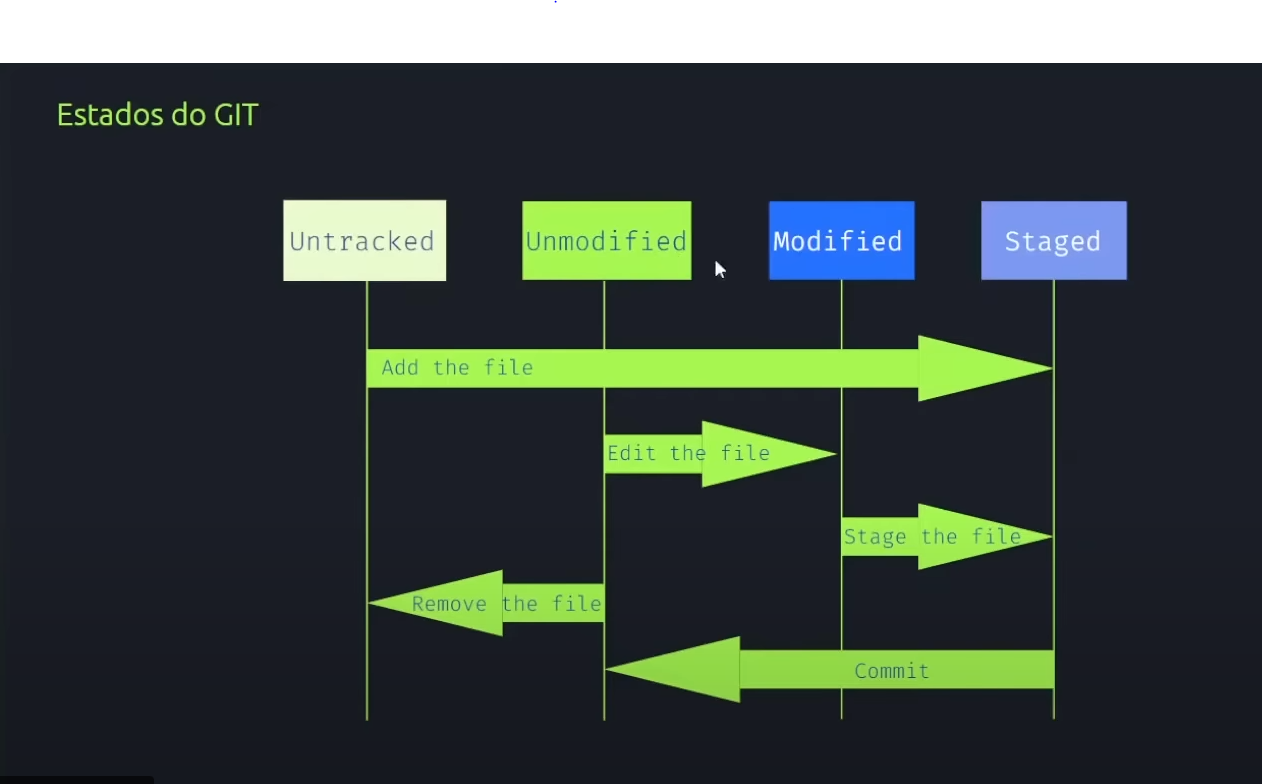 Estados do GIT
Untracked
Unmodified
Modified
Staged
Add the file
Edit the file
Stage the file
Remove the file
Commit